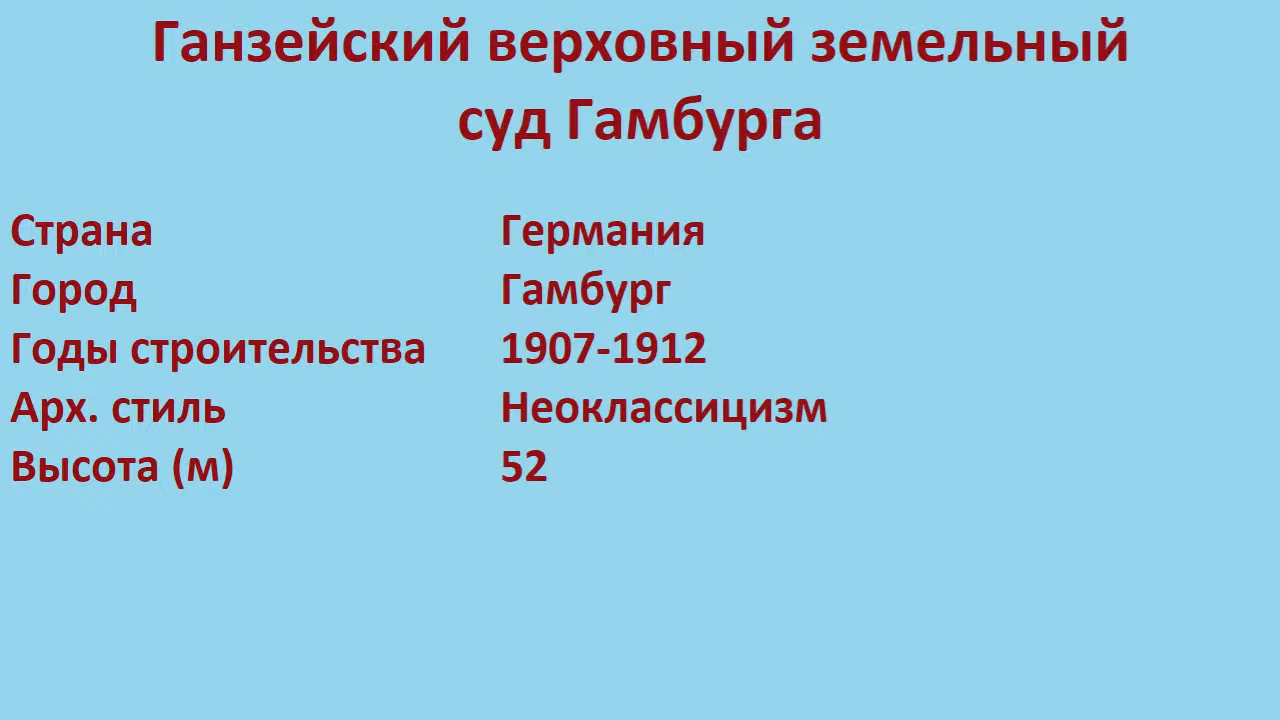 Ганзейский верховный земельный
суд Гамбурга
Страна Германия
Город Гамбург
Годы строительства 1907-1912
Арх. стиль Неоклассицизм
Высота (м) 52